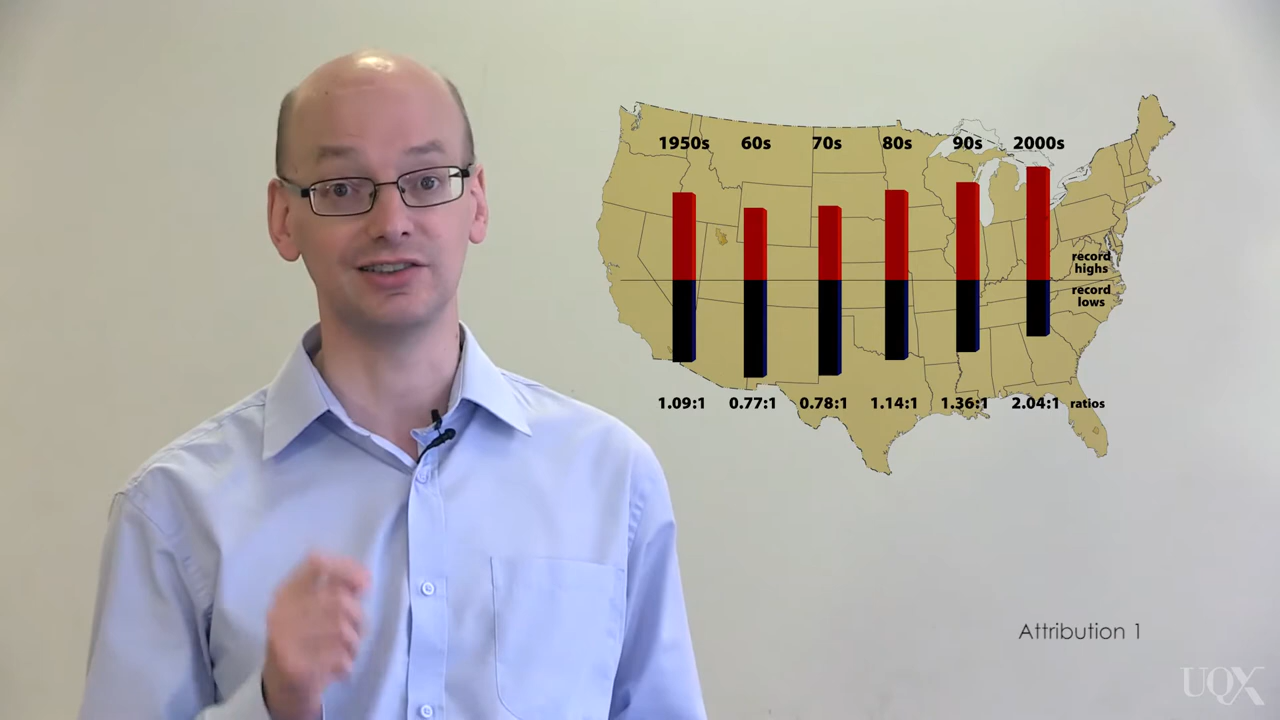 1950s 60s 70s 80s 90s 2000s
record
highs
record
lows
1.09:1 0.77:1 0.78:1 1.14:1 1.36:1 2.04:1 ratios
Attribution 1
UQX